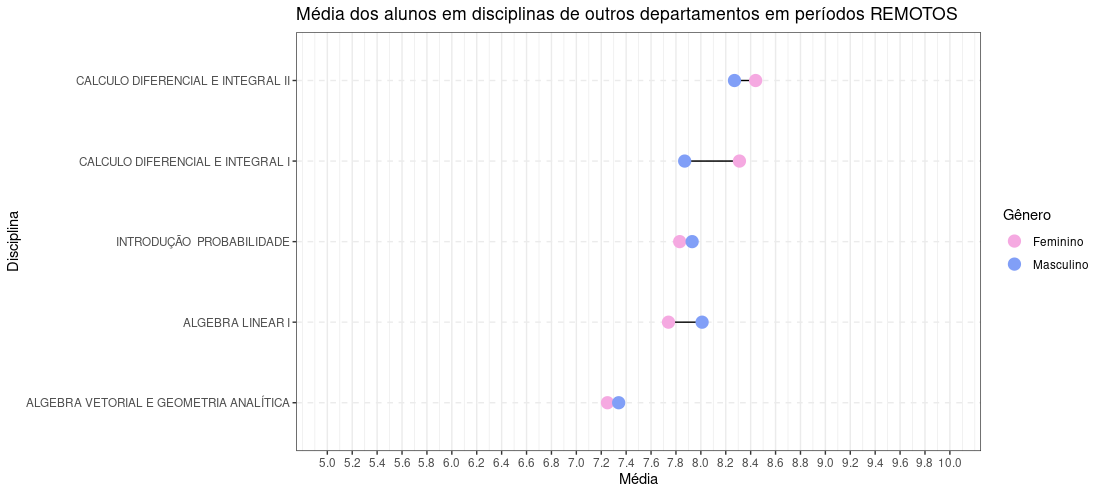 Média dos alunos em disciplinas de outros departamentos em períodos REMOTOS
Disciplina
CALCULO DIFERENCIAL E INTEGRAL II
CALCULO DIFERENCIAL E INTEGRAL I
INTRODUÇÃO  PROBABILIDADE
ALGEBRA LINEAR I
ALGEBRA VETORIAL E GEOMETRIA ANALÍTICA
5.0 5.2 5.4 5.6 5.8 6.0 6.2 6.4 6.6 6.8 7.0 7.2 7.4 7.6 7.8 8.0 8.2 8.4 8.6 8.8 9.0 9.2 9.4 9.6 9.8 10.0
Média
Gênero
Feminino
Masculino